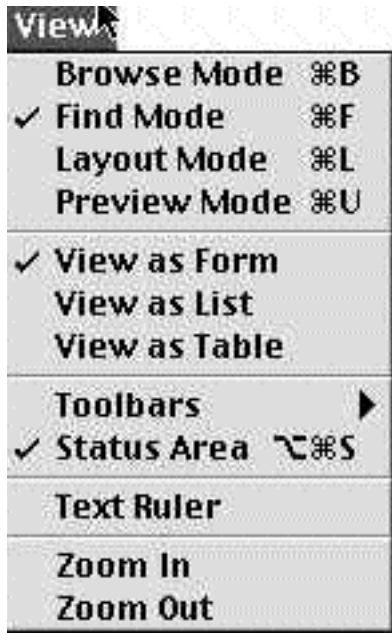 View
Browse Mode ⌘B
✓ Find Mode ⌘F
Layout Mode ⌘L
Preview Mode ⌘U
✓ View as Form
View as List
View as Table
Toolbars ▶
✓ Status Area ⌥⌘S
Text Ruler
Zoom In
Zoom Out